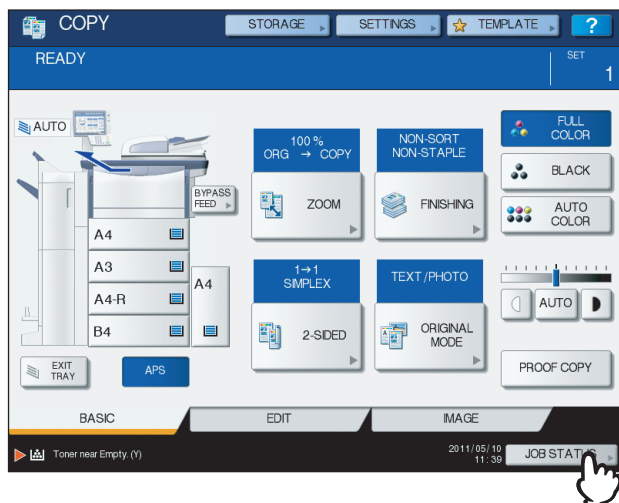 COPY
STORAGE
SETTINGS
TEMPLATE
?
READY
SET
1
AUTO
100 %
ORG → COPY
NON-SORT
NON-STAPLE
FULL
COLOR
BYPASS
FEED
ZOOM
FINISHING
BLACK
AUTO
COLOR
A4
A3
A4-R
B4
A4
1→1
SIMPLEX
TEXT/PHOTO
2-SIDED
ORIGINAL
MODE
AUTO
EXIT
TRAY
APS
PROOF COPY
BASIC
EDIT
IMAGE
Toner near Empty. (Y)
2011/05/10
11:39
JOB STATUS